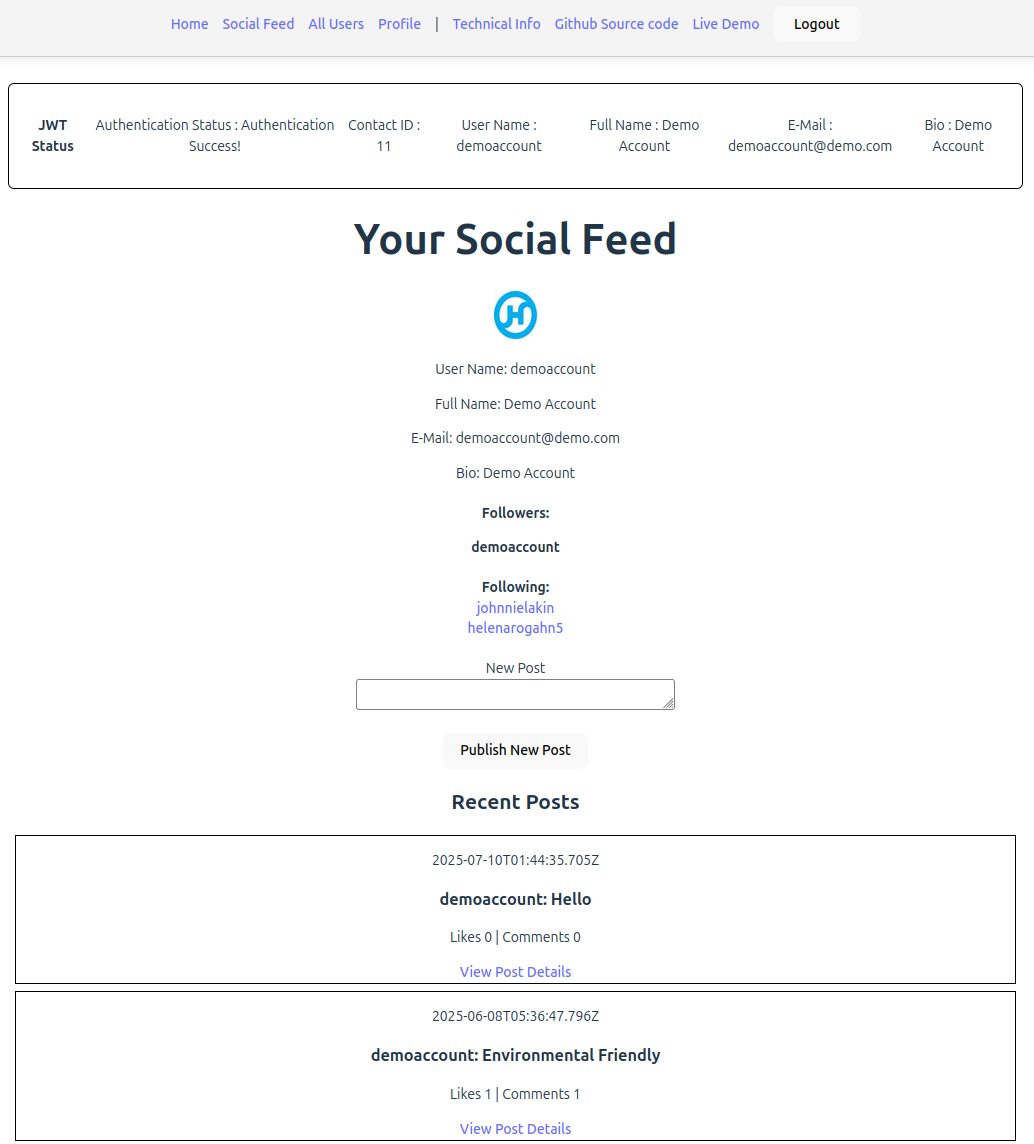 Home Social Feed All Users Profile | Technical Info Github Source code Live Demo Logout
JWT Status
Authentication Status : Authentication Success!
Contact ID : 11
User Name : demoaccount
Full Name : Demo Account
E-Mail : demoaccount@demo.com
Bio : Demo Account
Your Social Feed
User Name: demoaccount
Full Name: Demo Account
E-Mail: demoaccount@demo.com
Bio: Demo Account
Followers:
demoaccount
Following:
johnnielakin
helenarogahn5
New Post
Publish New Post
Recent Posts
2025-07-10T01:44:35.705Z
demoaccount: Hello
Likes 0 | Comments 0
View Post Details
2025-06-08T05:36:47.796Z
demoaccount: Environmental Friendly
Likes 1 | Comments 1
View Post Details